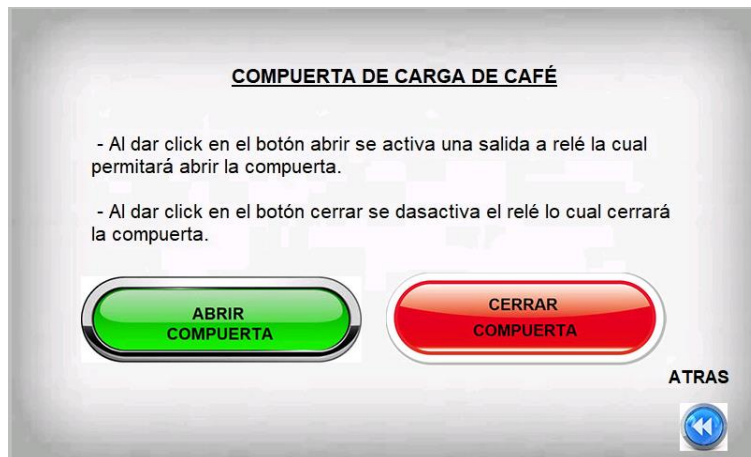 COMPUERTA DE CARGA DE CAFÉ
- Al dar click en el botón abrir se activa una salida a relé la cual
permitará abrir la compuerta.
- Al dar click en el botón cerrar se dasactiva el relé lo cual cerrará
la compuerta.
ABRIR
COMPUERTA
CERRAR
COMPUERTA
ATRAS